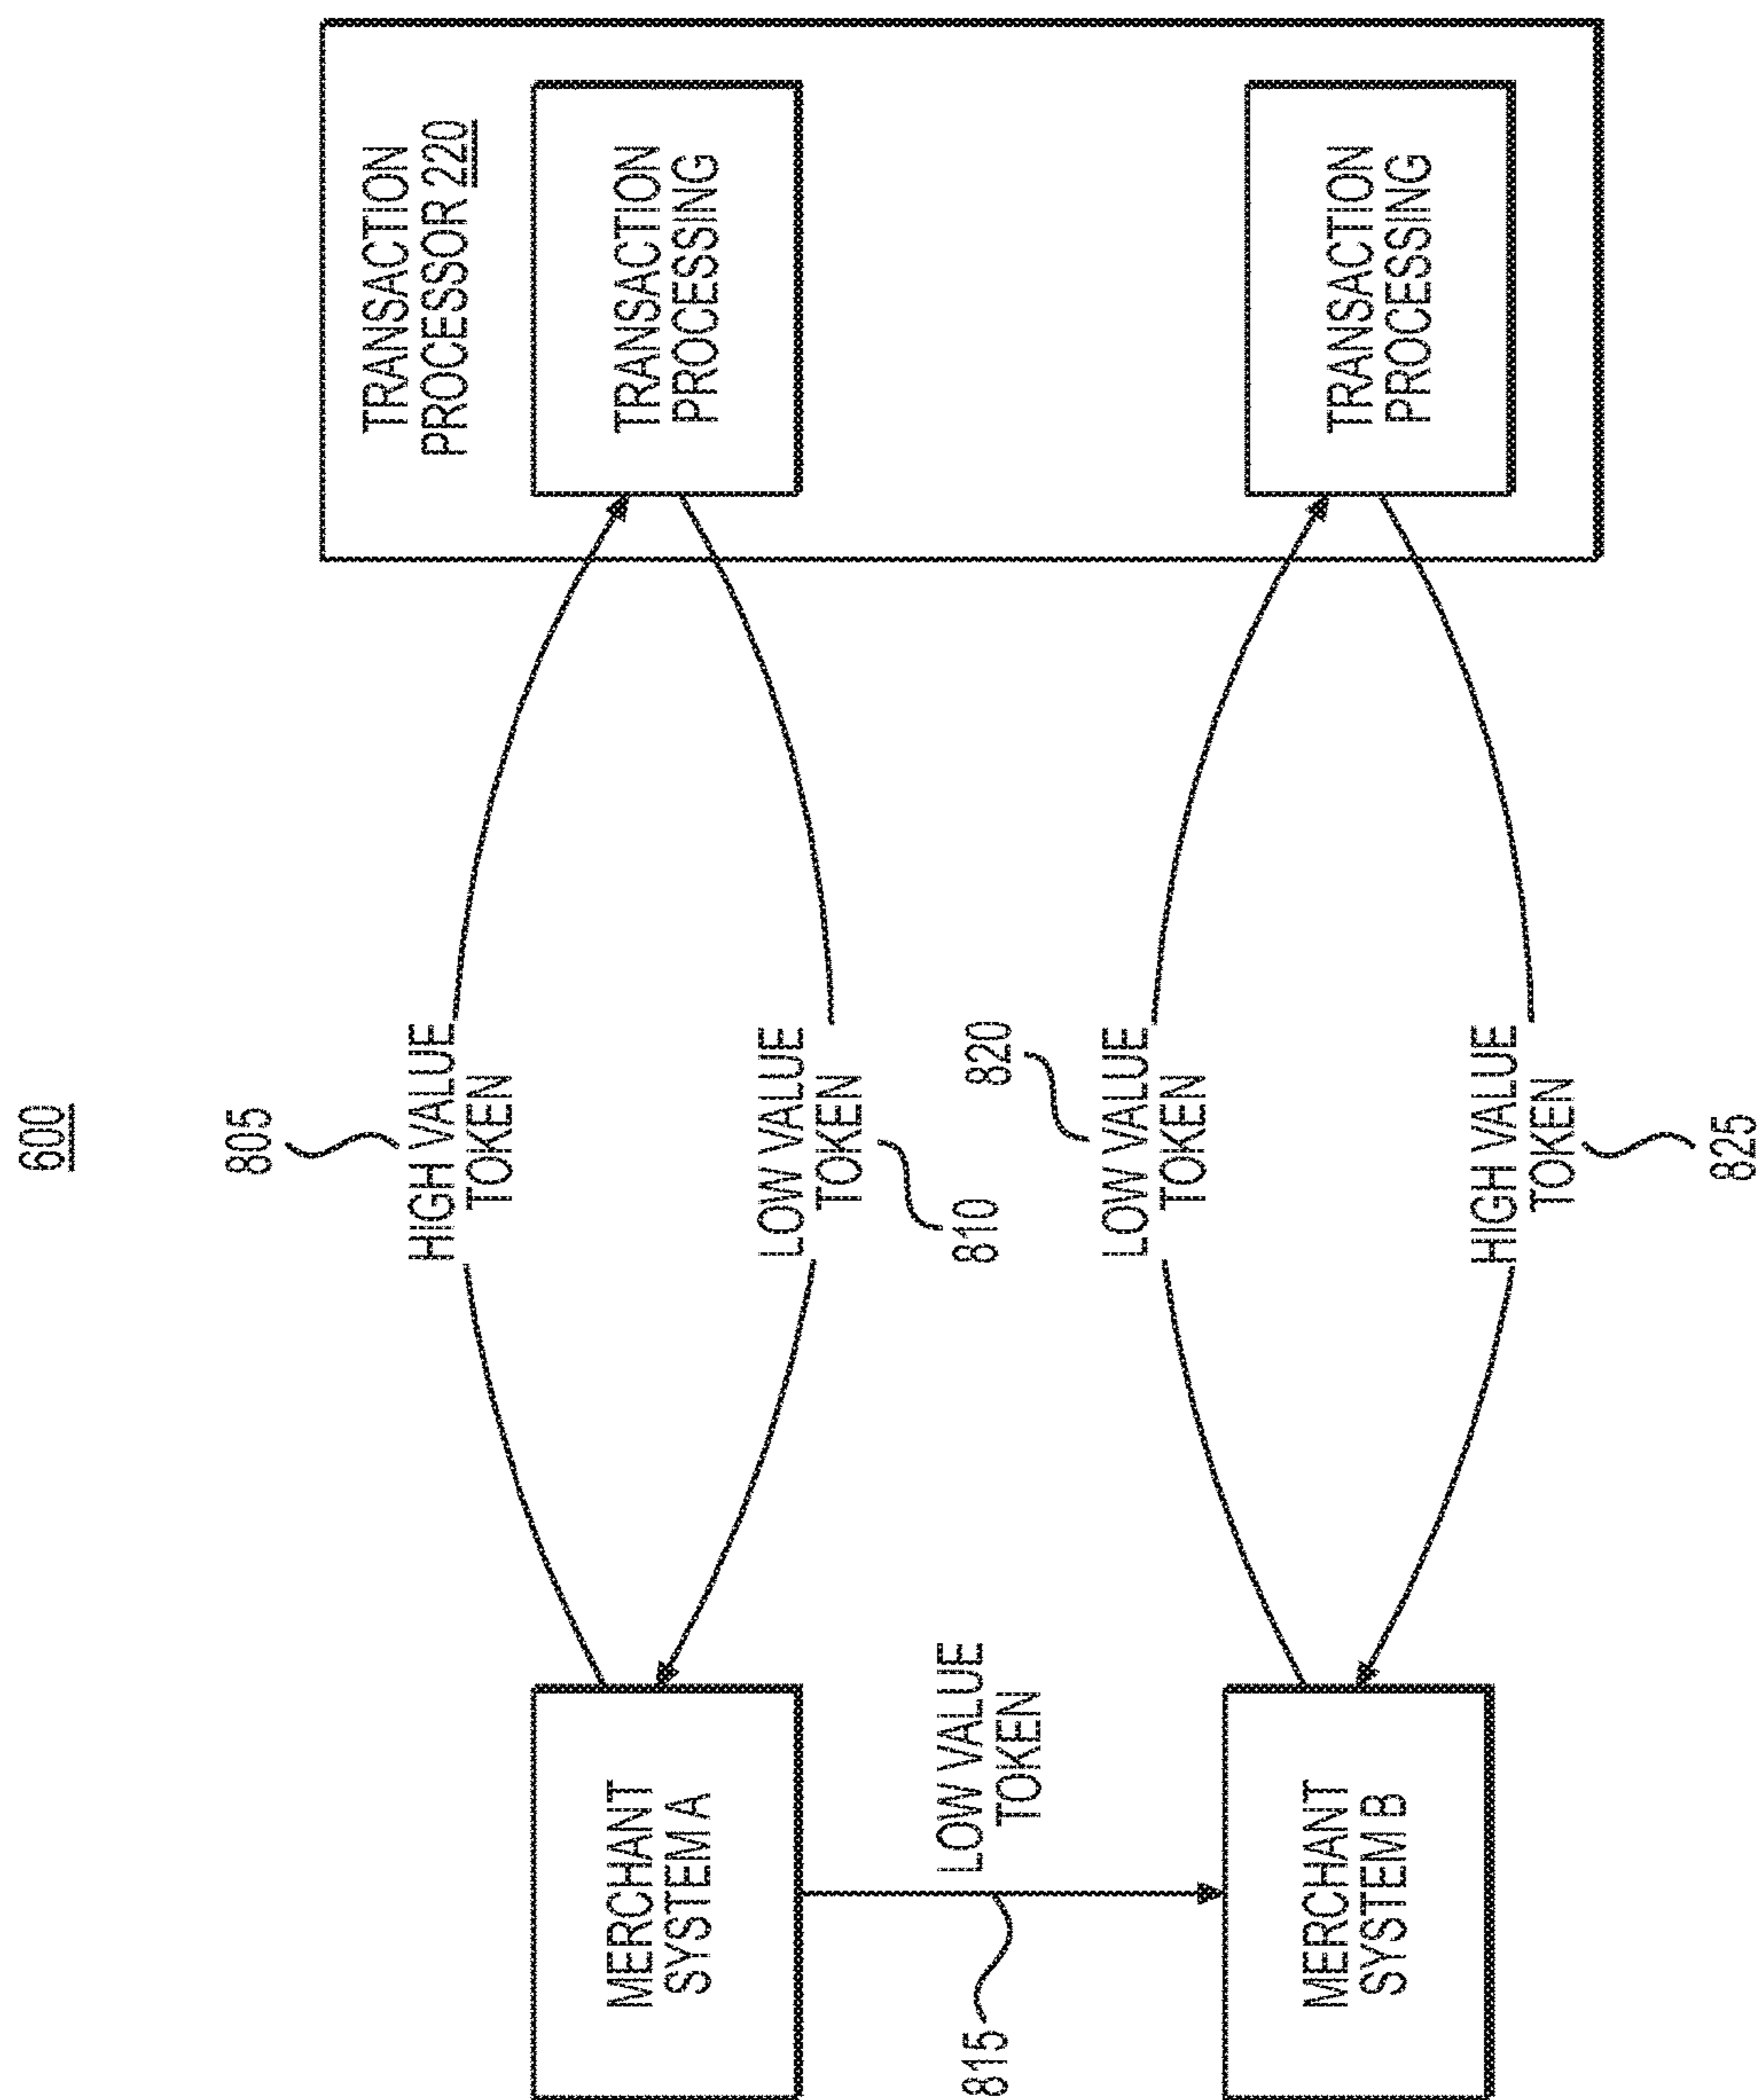 600
805
HIGH VALUE
TOKEN
TRANSACTION
PROCESSOR 220
MERCHANT
SYSTEM A
TRANSACTION
PROCESSING
LOW VALUE
TOKEN
810
815
LOW VALUE
TOKEN
820
LOW VALUE
TOKEN
MERCHANT
SYSTEM B
TRANSACTION
PROCESSING
HIGH VALUE
TOKEN
825